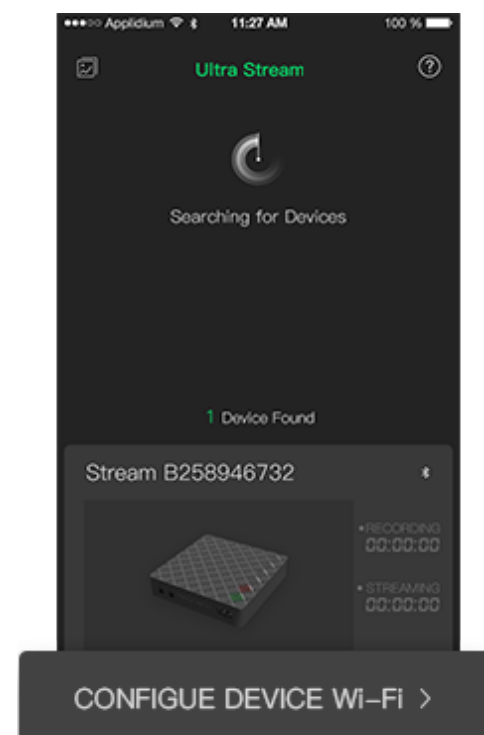 Applidium 11:27 AM 100 %
Ultra Stream
Searching for Devices
1 Device Found
Stream B258946732
RECORDING
00:00:00
STREAMING
00:00:00
CONFIGUE DEVICE Wi-Fi >